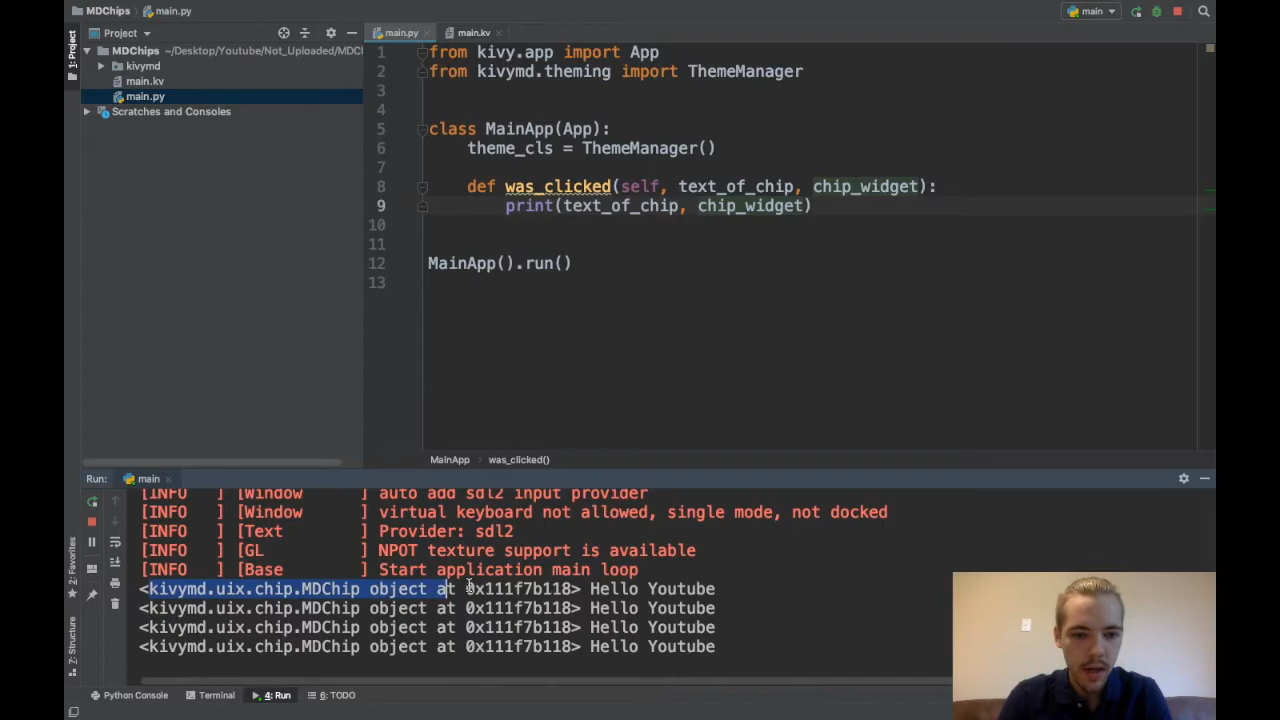 MDChips
main.py
main
Project
main.py
main.kv
1: Project
MDChips ~/Desktop/Youtube/Not_Uploaded/MDCl
kivymd
main.kv
main.py
Scratches and Consoles
1 from kivy.app import App
2 from kivymd.theming import ThemeManager
3
4
5 class MainApp(App):
6 theme_cls = ThemeManager()
7
8 def was_clicked(self, text_of_chip, chip_widget):
9 print(text_of_chip, chip_widget)
10
11
12 MainApp().run()
13
MainApp
was_clicked()
Run:
main
[INFO ] [Window ] auto add sdl2 input provider
[INFO ] [Window ] virtual keyboard not allowed, single mode, not docked
[INFO ] [Text ] Provider: sdl2
[INFO ] [GL ] NPOT texture support is available
[INFO ] [Base ] Start application main loop
<kivymd.uix.chip.MDChip object at 0x111f7b118> Hello Youtube
<kivymd.uix.chip.MDChip object at 0x111f7b118> Hello Youtube
<kivymd.uix.chip.MDChip object at 0x111f7b118> Hello Youtube
<kivymd.uix.chip.MDChip object at 0x111f7b118> Hello Youtube
2: Favorites
7: Structure
Python Console
Terminal
4: Run
6: TODO